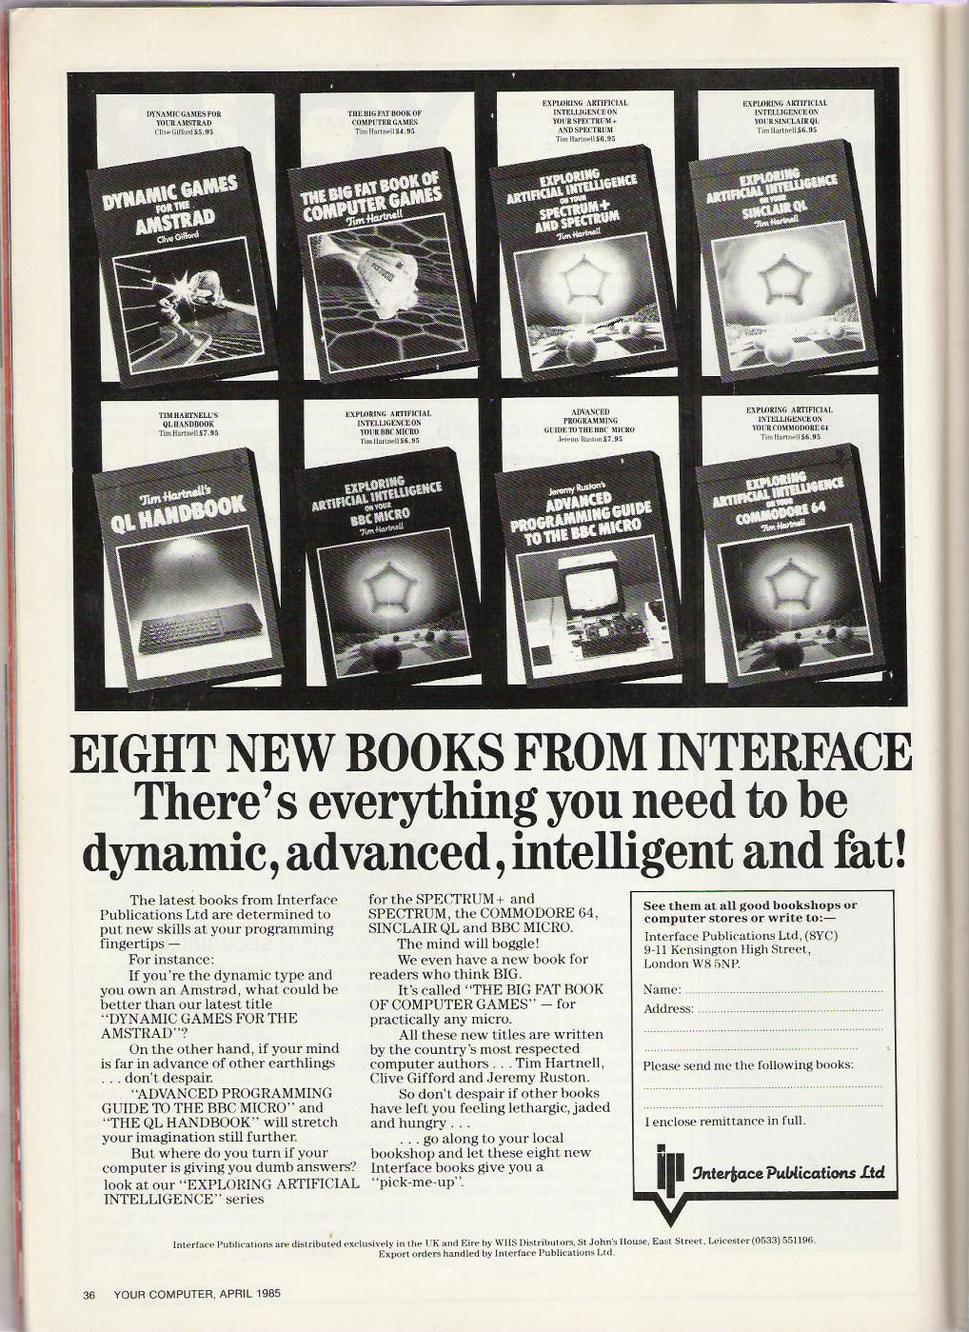 DYNAMIC GAMES FOR
YOUR AMSTRAD
Clive Gifford £5.95
DYNAMIC GAMES
FOR THE
AMSTRAD
Clive Gifford
THE BIG FAT BOOK OF
COMPUTER GAMES
Tim Hartnell £4.95
THE BIG FAT BOOK OF
COMPUTER GAMES
Tim Hartnell
EXPLORING ARTIFICIAL
INTELLIGENCE ON
YOUR SPECTRUM+
AND SPECTRUM
Tim Hartnell £6.95
EXPLORING
ARTIFICIAL INTELLIGENCE
ON YOUR
SPECTRUM+
AND SPECTRUM
Tim Hartnell
EXPLORING ARTIFICIAL
INTELLIGENCE ON
YOUR SINCLAIR QL
Tim Hartnell £6.95
EXPLORING
ARTIFICIAL INTELLIGENCE
ON YOUR
SINCLAIR QL
Tim Hartnell
TIM HARTNELL'S
QL HANDBOOK
Tim Hartnell £7.95
Tim Hartnell's
QL HANDBOOK
EXPLORING ARTIFICIAL
INTELLIGENCE ON
YOUR BBC MICRO
Tim Hartnell £6.95
EXPLORING
ARTIFICIAL INTELLIGENCE
ON YOUR
BBC MICRO
Tim Hartnell
ADVANCED
PROGRAMMING
GUIDE TO THE BBC MICRO
Jeremy Ruston £7.95
Jeremy Ruston's
ADVANCED
PROGRAMMING GUIDE
TO THE BBC MICRO
EXPLORING ARTIFICIAL
INTELLIGENCE ON
YOUR COMMODORE 64
Tim Hartnell £6.95
EXPLORING
ARTIFICIAL INTELLIGENCE
ON YOUR
COMMODORE 64
Tim Hartnell
EIGHT NEW BOOKS FROM INTERFACE
There's everything you need to be
dynamic, advanced, intelligent and fat!
The latest books from Interface
Publications Ltd are determined to
put new skills at your programming
fingertips —
For instance:
If you're the dynamic type and
you own an Amstrad, what could be
better than our latest title
"DYNAMIC GAMES FOR THE
AMSTRAD"?
On the other hand, if your mind
is far in advance of other earthlings
. . . don't despair.
"ADVANCED PROGRAMMING
GUIDE TO THE BBC MICRO" and
"THE QL HANDBOOK" will stretch
your imagination still further.
But where do you turn if your
computer is giving you dumb answers?
look at our "EXPLORING ARTIFICIAL
INTELLIGENCE" series
for the SPECTRUM+ and
SPECTRUM, the COMMODORE 64,
SINCLAIR QL and BBC MICRO.
The mind will boggle!
We even have a new book for
readers who think BIG.
It's called "THE BIG FAT BOOK
OF COMPUTER GAMES" — for
practically any micro.
All these new titles are written
by the country's most respected
computer authors . . . Tim Hartnell,
Clive Gifford and Jeremy Ruston.
So don't despair if other books
have left you feeling lethargic, jaded
and hungry . . .
. . . go along to your local
bookshop and let these eight new
Interface books give you a
"pick-me-up".
See them at all good bookshops or
computer stores or write to:—
Interface Publications Ltd, (8YC)
9-11 Kensington High Street,
London W8 5NP.
Name:
Address:
Please send me the following books:
I enclose remittance in full.
Interface Publications Ltd
Interface Publications are distributed exclusively in the UK and Eire by WHS Distributors, St John's House, East Street, Leicester (0533) 551196.
Export orders handled by Interface Publications Ltd.
36 YOUR COMPUTER, APRIL 1985